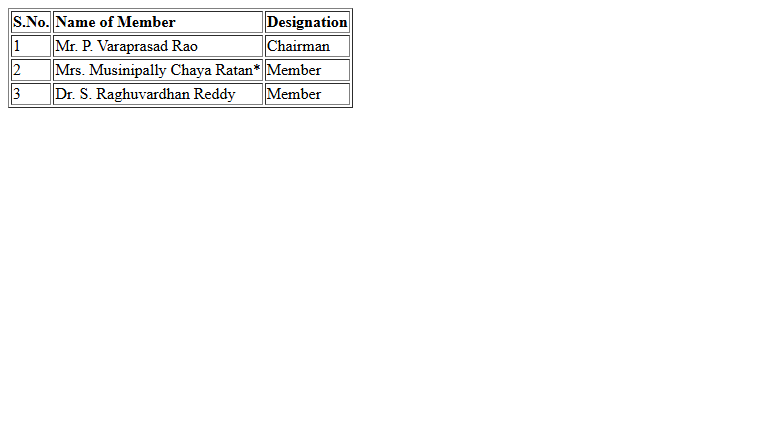 S.No. Name of Member Designation
1 Mr. P. Varaprasad Rao Chairman
2 Mrs. Musinipally Chaya Ratan* Member
3 Dr. S. Raghuvardhan Reddy Member